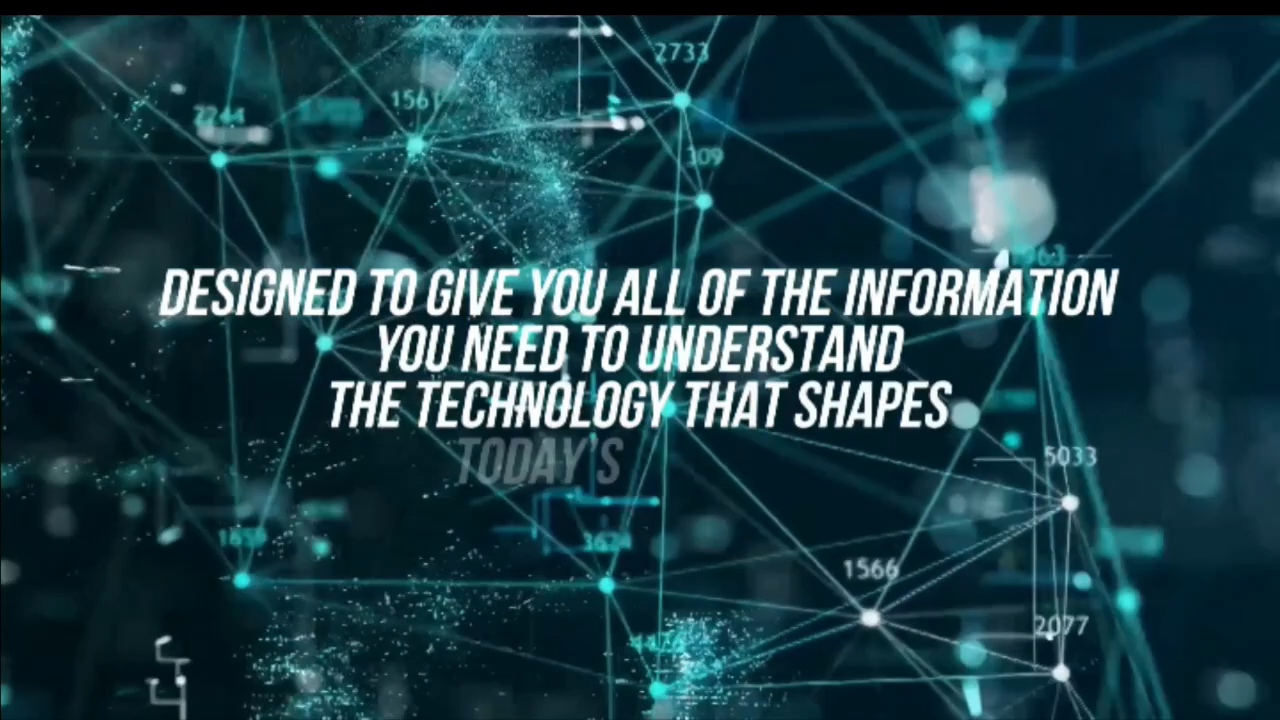 2733
1561
2244
309
DESIGNED TO GIVE YOU ALL OF THE INFORMATION
YOU NEED TO UNDERSTAND
THE TECHNOLOGY THAT SHAPES
TODAY'S
5033
3624
1566
2077